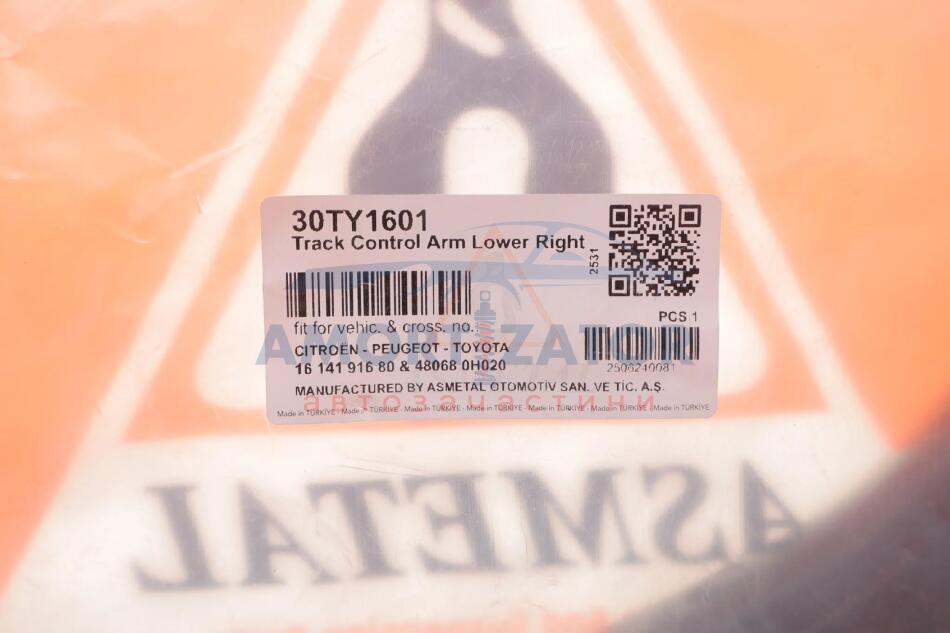 30TY1601
Track Control Arm Lower Right
2531
fit for vehic. & cross. no.:
PCS 1
CITROËN - PEUGEOT - TOYOTA
16 141 916 80 & 48068 0H020
2506240081
MANUFACTURED BY ASMETAL OTOMOTİV SAN. VE TİC. A.Ş.
Made in TÜRKİYE - Made in TÜRKİYE - Made in TÜRKİYE - Made in TÜRKİYE - Made in TÜRKİYE - Made in TÜRKİYE - Made in TÜRKİYE
AMORTIZATOR
автозапчастини
ASMETAL